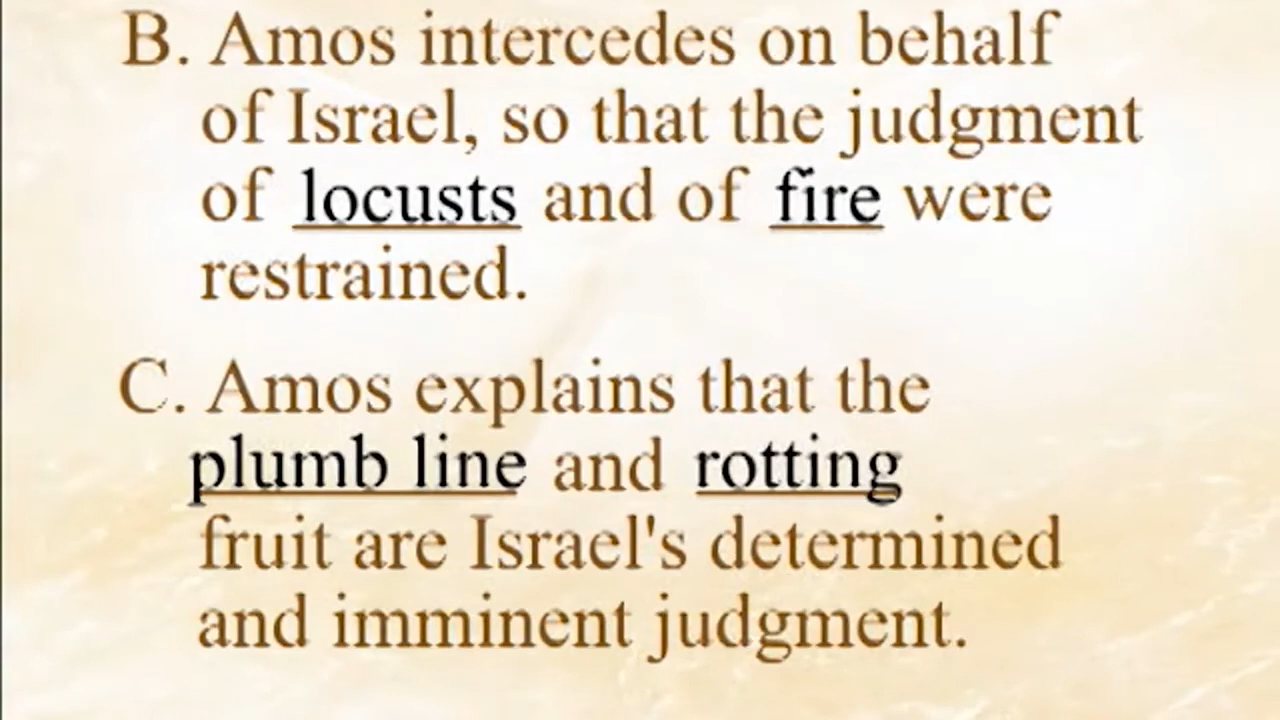 B. Amos intercedes on behalf
of Israel, so that the judgment
of locusts and of fire were
restrained.
C. Amos explains that the
plumb line and rotting
fruit are Israel's determined
and imminent judgment.